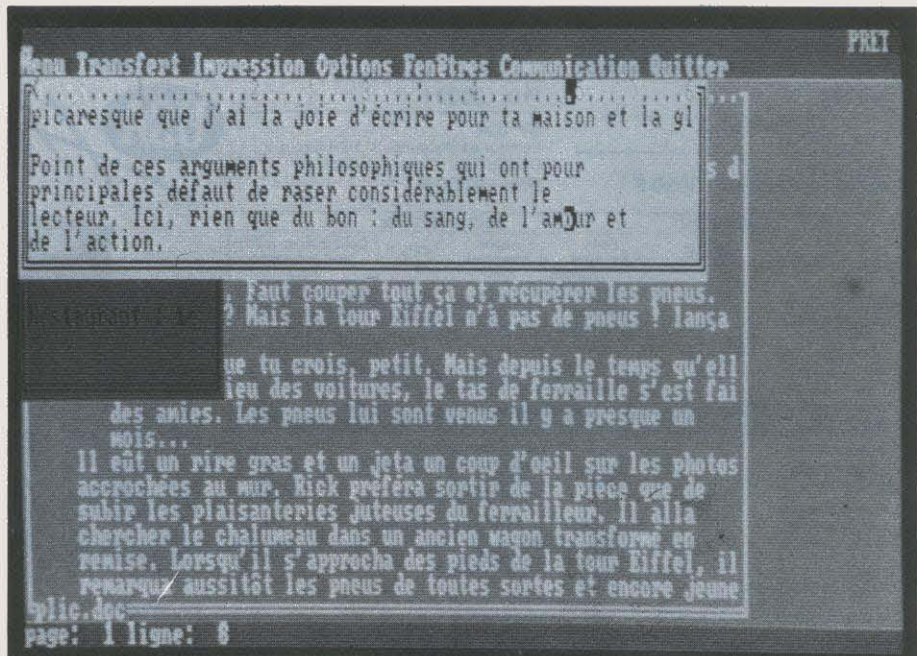 PRET
Menu Transfert Impression Options Fenêtres Communication Quitter
picaresque que j'ai la joie d'écrire pour ta maison et la gl
Point de ces arguments philosophiques qui ont pour
principales défaut de raser considérablement le
lecteur. Ici, rien que du bon : du sang, de l'amour et
de l'action.
s d
. Faut couper tout ça et récupérer les pneus.
? Mais la tour Eiffel n'a pas de pneus ! lança
ue tu crois, petit. Mais depuis le temps qu'ell
ieu des voitures, le tas de ferraille s'est fai
des amies. Les pneus lui sont venus il y a presque un
mois...
Il eût un rire gras et un jeta un coup d'oeil sur les photos
accrochées au mur. Rick préféra sortir de la pièce que de
subir les plaisanteries juteuses du ferrailleur. Il alla
chercher le chalumeau dans un ancien wagon transformé en
remise. Lorsqu'il s'approcha des pieds de la tour Eiffel, il
remarqua aussitôt les pneus de toutes sortes et encore jeune
plic.doc
page: 1 ligne: 8